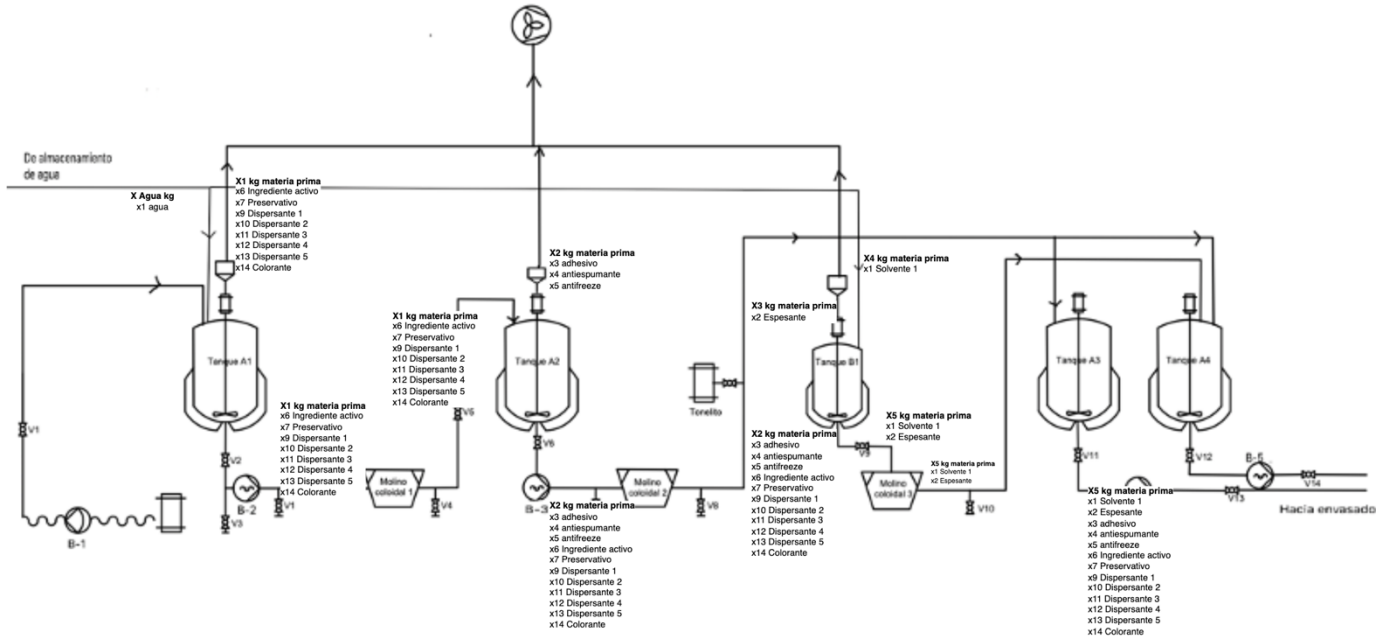 De almacenamiento
de agua
X Agua kg
x1 agua
X1 kg materia prima
x6 Ingrediente activo
x7 Preservativo
x9 Dispersante 1
x10 Dispersante 2
x11 Dispersante 3
x12 Dispersante 4
x13 Dispersante 5
x14 Colorante
X2 kg materia prima
x3 adhesivo
x4 antiespumante
x5 antifreeze
X4 kg materia prima
x1 Solvente 1
X3 kg materia prima
x2 Espesante
X1 kg materia prima
x6 Ingrediente activo
x7 Preservativo
x9 Dispersante 1
x10 Dispersante 2
x11 Dispersante 3
x12 Dispersante 4
x13 Dispersante 5
x14 Colorante
Tanque A1
Tanque A2
Tanque B1
Tanque A3
Tanque A4
Tonelito
X1 kg materia prima
x6 Ingrediente activo
x7 Preservativo
x9 Dispersante 1
x10 Dispersante 2
x11 Dispersante 3
x12 Dispersante 4
x13 Dispersante 5
x14 Colorante
X5 kg materia prima
x1 Solvente 1
x2 Espesante
X2 kg materia prima
x3 adhesivo
x4 antiespumante
x5 antifreeze
x6 Ingrediente activo
x7 Preservativo
x9 Dispersante 1
x10 Dispersante 2
x11 Dispersante 3
x12 Dispersante 4
x13 Dispersante 5
x14 Colorante
X5 kg materia prima
x1 Solvente 1
x2 Espesante
V1
V2
V3
B-1
B-2
V1
Molino
coloidal 1
V4
V5
V6
B-3
Molino
coloidal 2
V8
V9
Molino
coloidal 3
V10
V11
V12
B-5
V14
V13
Hacia envasado
X2 kg materia prima
x3 adhesivo
x4 antiespumante
x5 antifreeze
x6 Ingrediente activo
x7 Preservativo
x9 Dispersante 1
x10 Dispersante 2
x11 Dispersante 3
x12 Dispersante 4
x13 Dispersante 5
x14 Colorante
X5 kg materia prima
x1 Solvente 1
x2 Espesante
x3 adhesivo
x4 antiespumante
x5 antifreeze
x6 Ingrediente activo
x7 Preservativo
x9 Dispersante 1
x10 Dispersante 2
x11 Dispersante 3
x12 Dispersante 4
x13 Dispersante 5
x14 Colorante